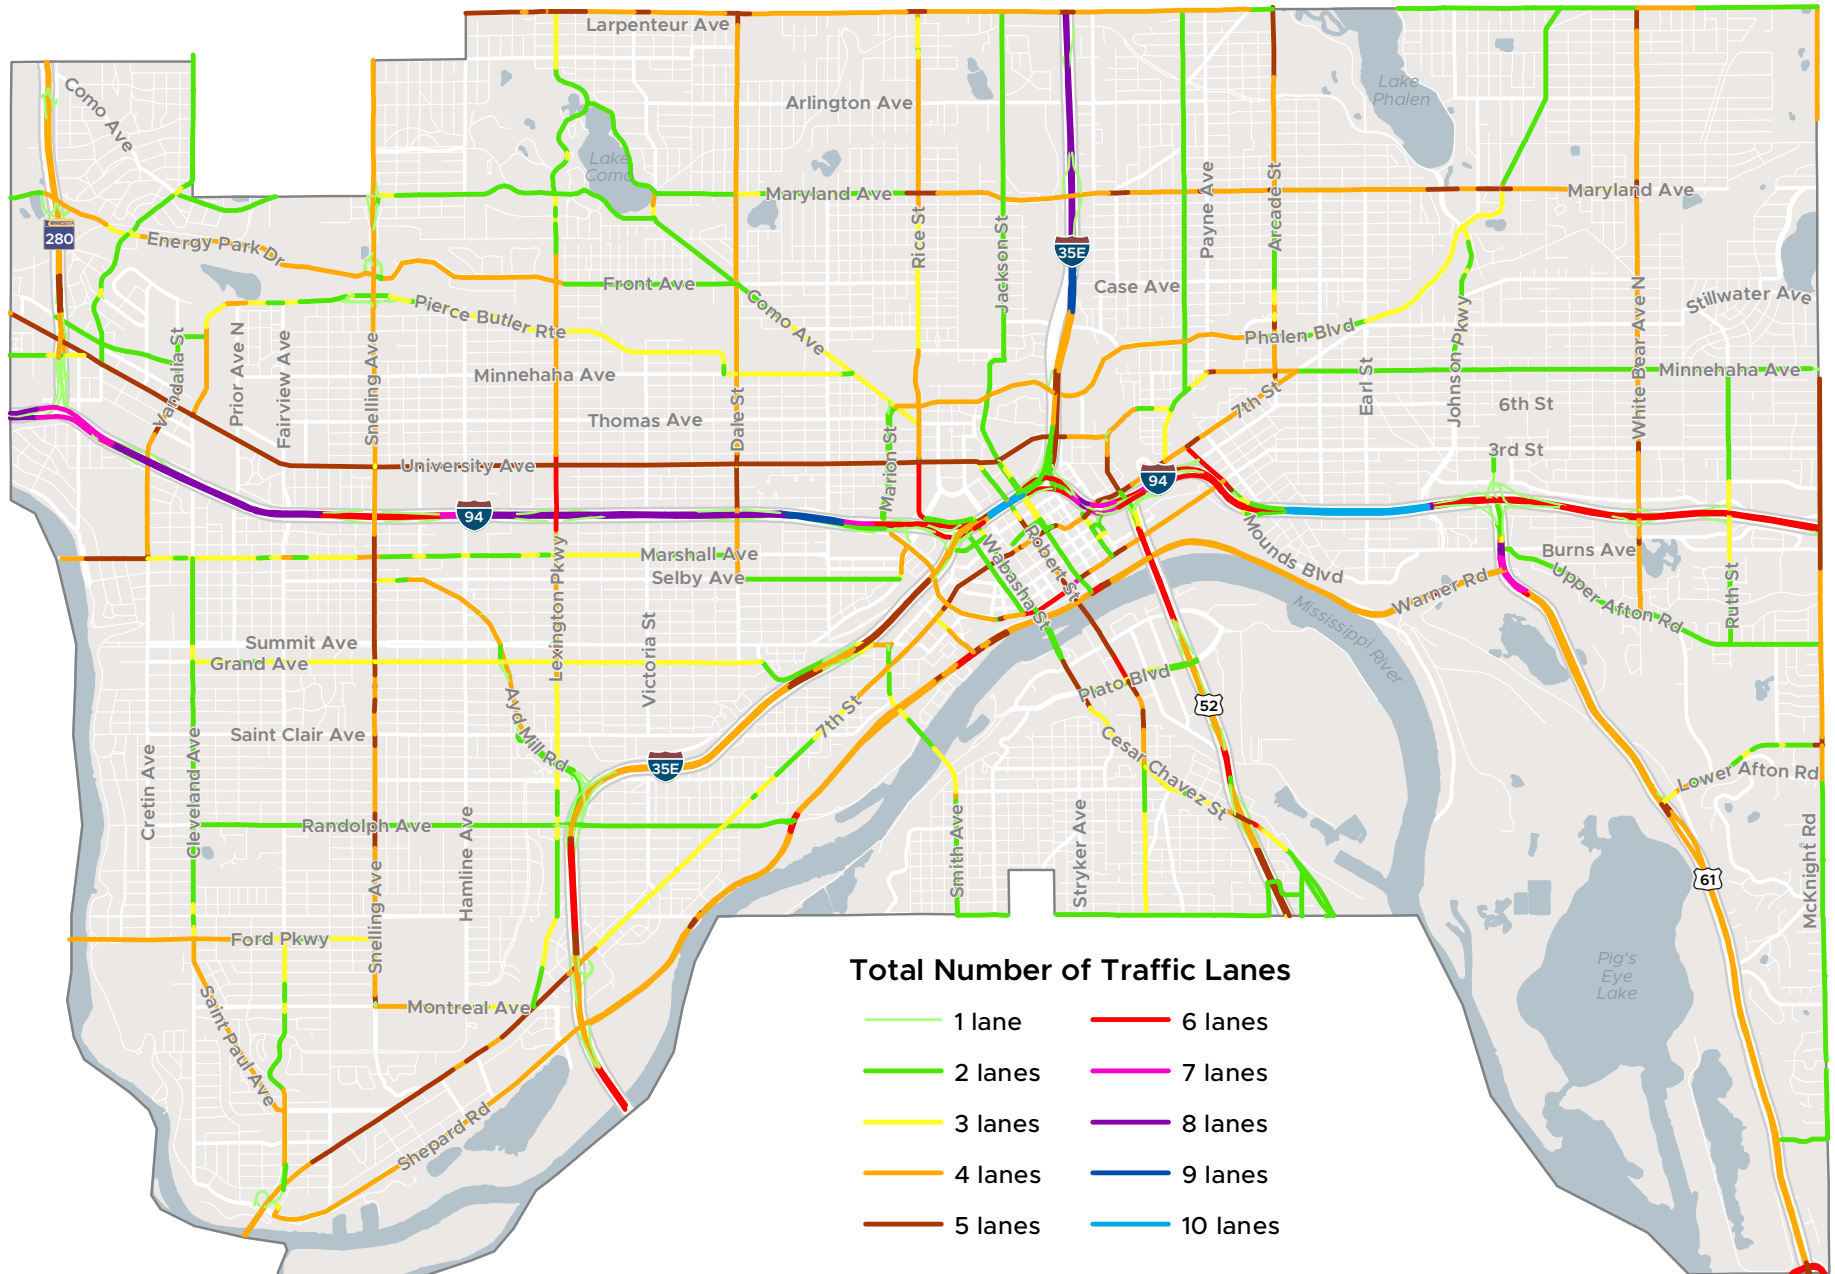 Larpenteur Ave
Como Ave
Lake
Phalen
Arlington Ave
Lake
Como
Maryland Ave
Maryland Ave
Payne Ave
Arcade St
Rice St
Jackson St
MINNESOTA
280
Energy Park Dr
35E
Front Ave
Case Ave
Stillwater Ave
Pierce Butler Rte
Como Ave
Phalen Blvd
Johnson Pkwy
White Bear Ave N
Wandalia St
Prior Ave N
Fairview Ave
Snelling Ave
Minnehaha Ave
Minnehaha Ave
Earl St
Dale St
7th St
6th St
Thomas Ave
Marion St
3rd St
University Ave
94
94
Mounds Blvd
Marshall Ave
Selby Ave
Lexington Pkwy
Wabasha St
Robert St
Burns Ave
Warner Rd
Upper Afton Rd
Ruth St
Mississippi River
Summit Ave
Grand Ave
Victoria St
Plato Blvd
52
Ayd Mill Rd
7th St
Saint Clair Ave
Cretin Ave
Cleveland Ave
35E
Cesar Chavez St
Lower Afton Rd
Randolph Ave
Hamline Ave
Smith Ave
Stryker Ave
McKnight Rd
61
Snelling Ave
Ford Pkwy
Pig's
Eye
Lake
Saint Paul Ave
Montreal Ave
Shepard Rd
Total Number of Traffic Lanes
1 lane
6 lanes
2 lanes
7 lanes
3 lanes
8 lanes
4 lanes
9 lanes
5 lanes
10 lanes